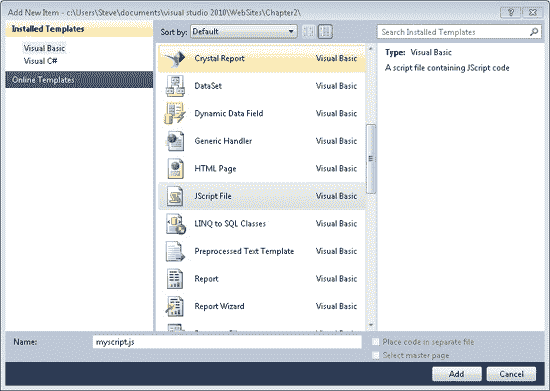 Add New Item - c:\Users\Steve\documents\visual studio 2010\WebSites\Chapter2\
Installed Templates
Visual Basic
Visual C#
Online Templates
Sort by: Default
Search Installed Templates
Crystal Report Visual Basic
DataSet Visual Basic
Dynamic Data Field Visual Basic
Generic Handler Visual Basic
HTML Page Visual Basic
JScript File Visual Basic
LINQ to SQL Classes Visual Basic
Preprocessed Text Template Visual Basic
Report Visual Basic
Report Wizard Visual Basic
Type: Visual Basic
A script file containing JScript code
Name: myscript.js
Place code in separate file
Select master page
Add Cancel